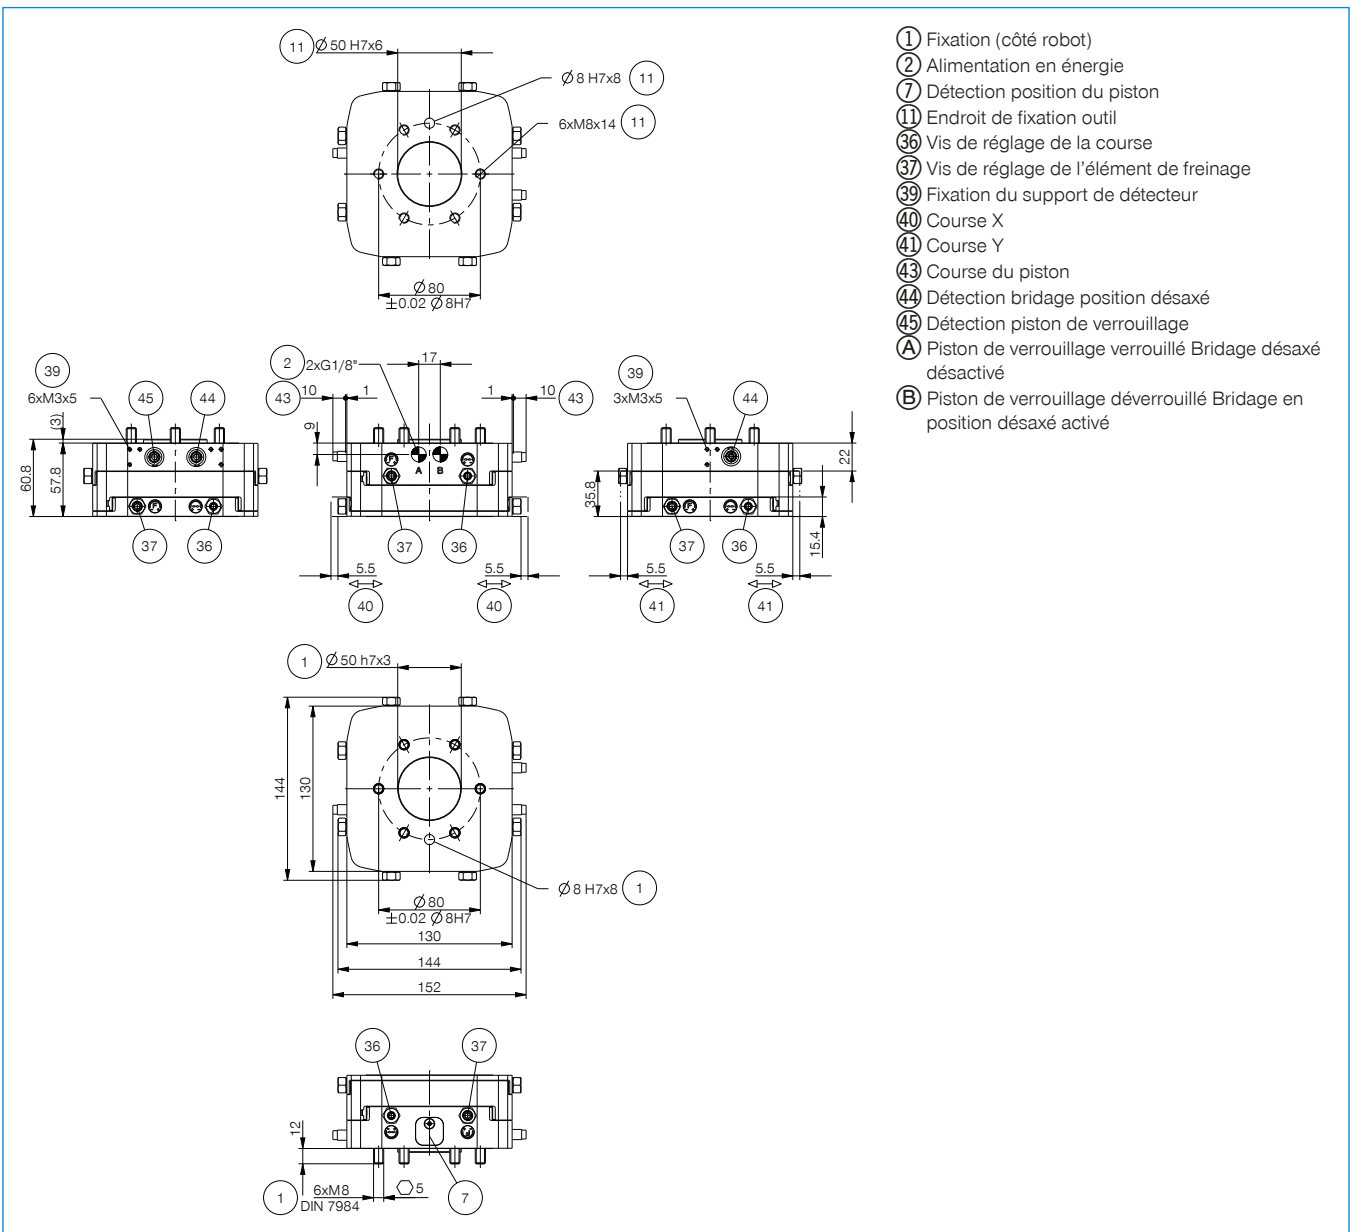 11 Ø 50 H7x6
Ø 8 H7x8 11
6xM8x14 11
Ø 80
±0.02 Ø 8H7
1 Fixation (côté robot)
2 Alimentation en énergie
7 Détection position du piston
11 Endroit de fixation outil
36 Vis de réglage de la course
37 Vis de réglage de l'élément de freinage
39 Fixation du support de détecteur
40 Course X
41 Course Y
43 Course du piston
44 Détection bridage position désaxé
45 Détection piston de verrouillage
A Piston de verrouillage verrouillé Bridage désaxé
désactivé
B Piston de verrouillage déverrouillé Bridage en
position désaxé activé
39
6xM3x5
45
44
(3)
60.8
57.8
37
36
2 2xG1/8"
17
43 10
1
1
10 43
9
A B
37
36
5.5
5.5
40
40
39
3xM3x5
44
22
35.8
15.4
37
36
5.5
5.5
41
41
1 Ø 50 h7x3
144
130
Ø 8 H7x8 1
Ø 80
±0.02 Ø 8H7
130
144
152
36
37
12
1 6xM8
DIN 7984
5
7